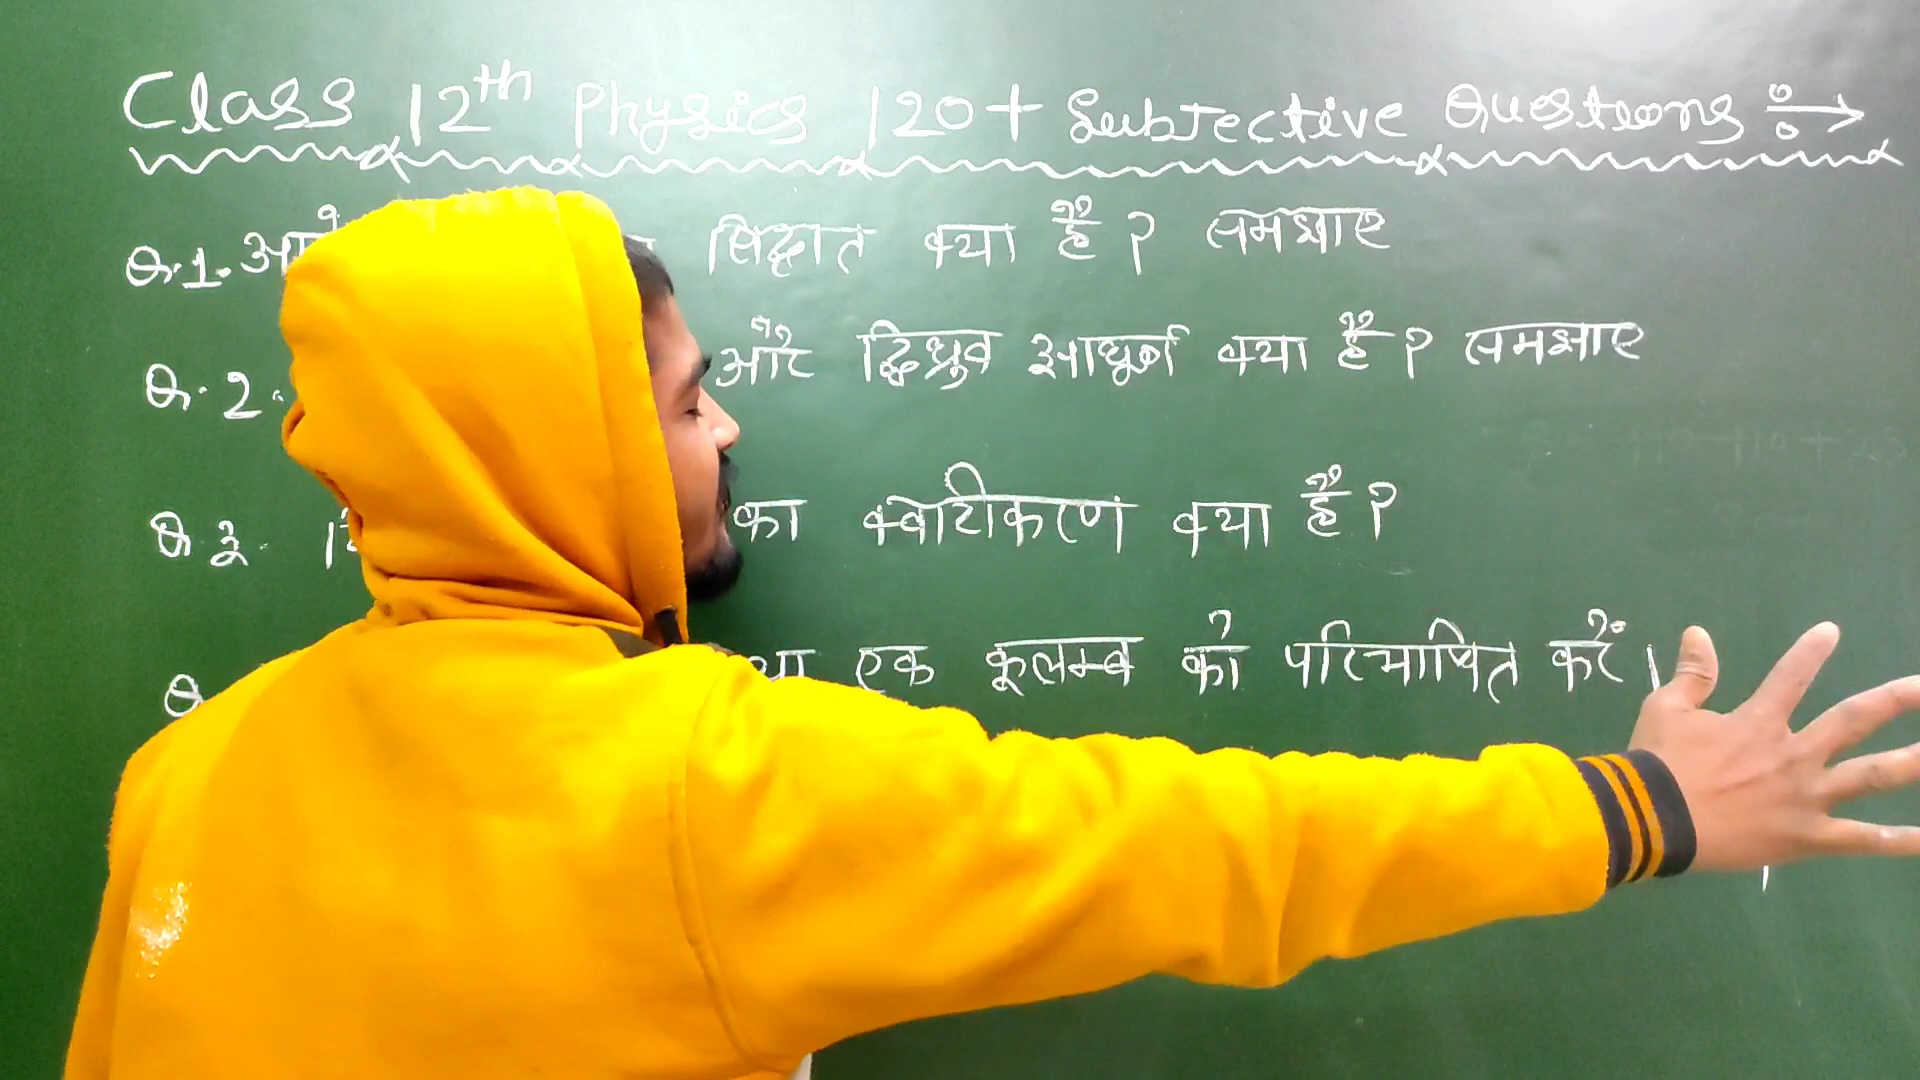 Class 12th Physics 120+ Subjective Questions :→
Q.1. सिद्धांत क्या है? समझाए
Q.2. और द्विध्रुव आघूर्ण क्या है? समझाए
Q.3. का क्वांटीकरण क्या है?
Q एक कूलम्ब को परिभाषित करें।